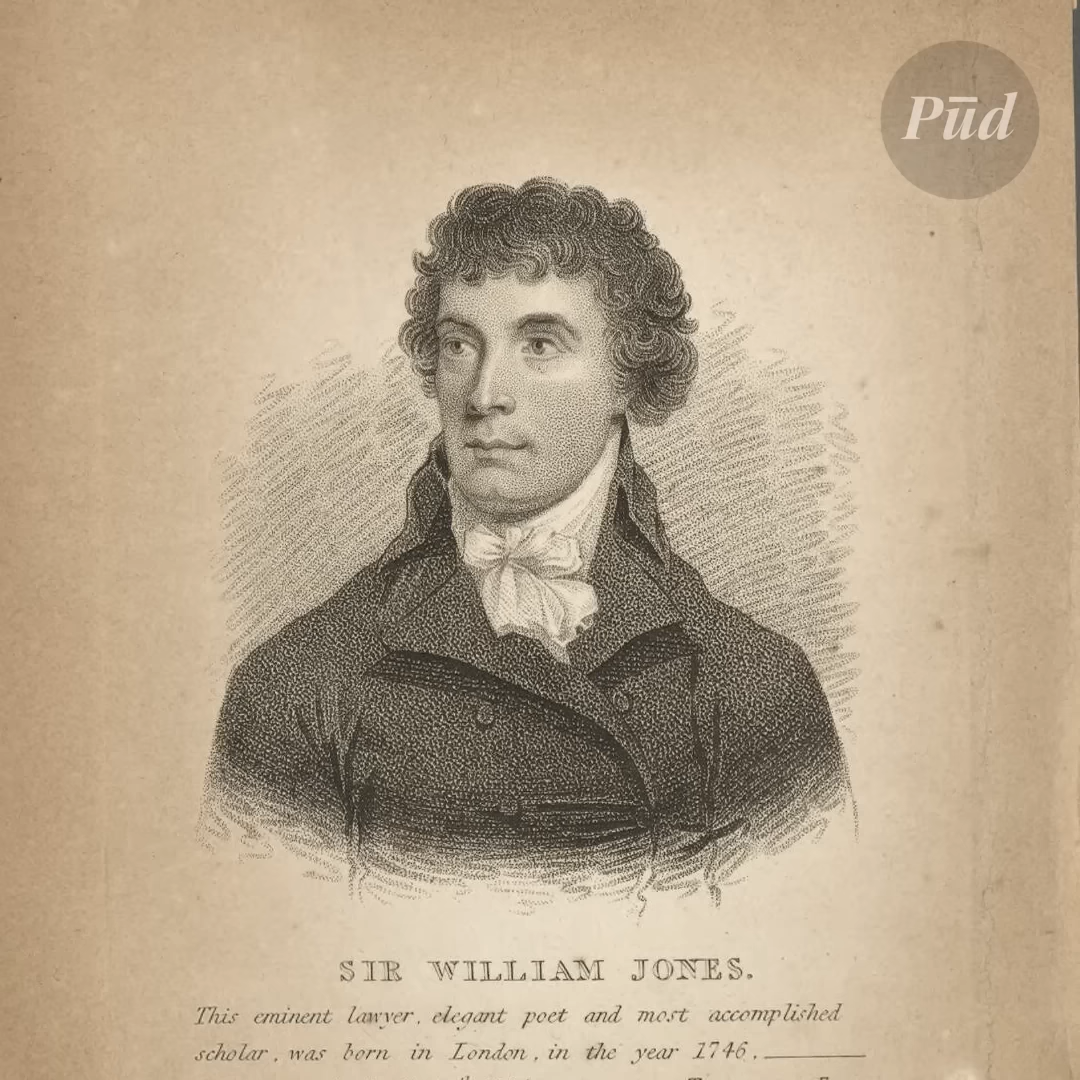 Pūd
SIR WILLIAM JONES.
This eminent lawyer, elegant poet and most accomplished
scholar, was born in London, in the year 1746,